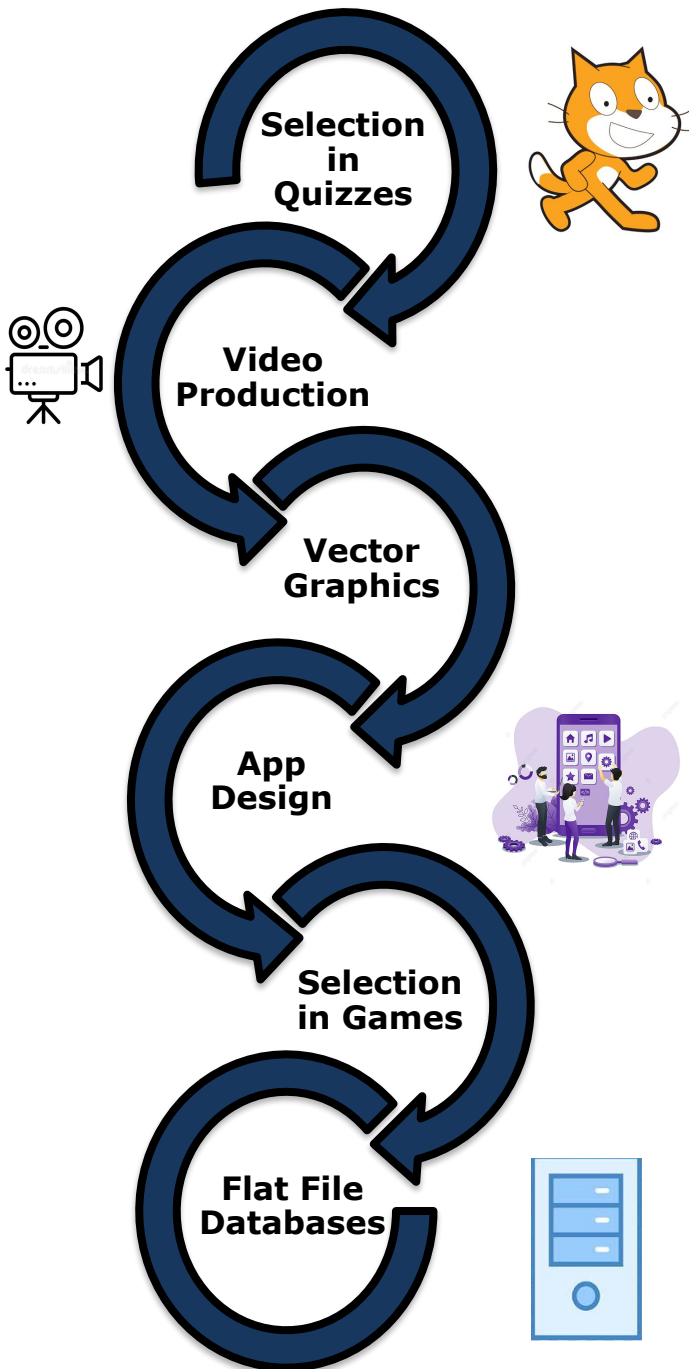 Selection
in
Quizzes
Video
Production
Vector
Graphics
App
Design
Selection
in Games
Flat File
Databases